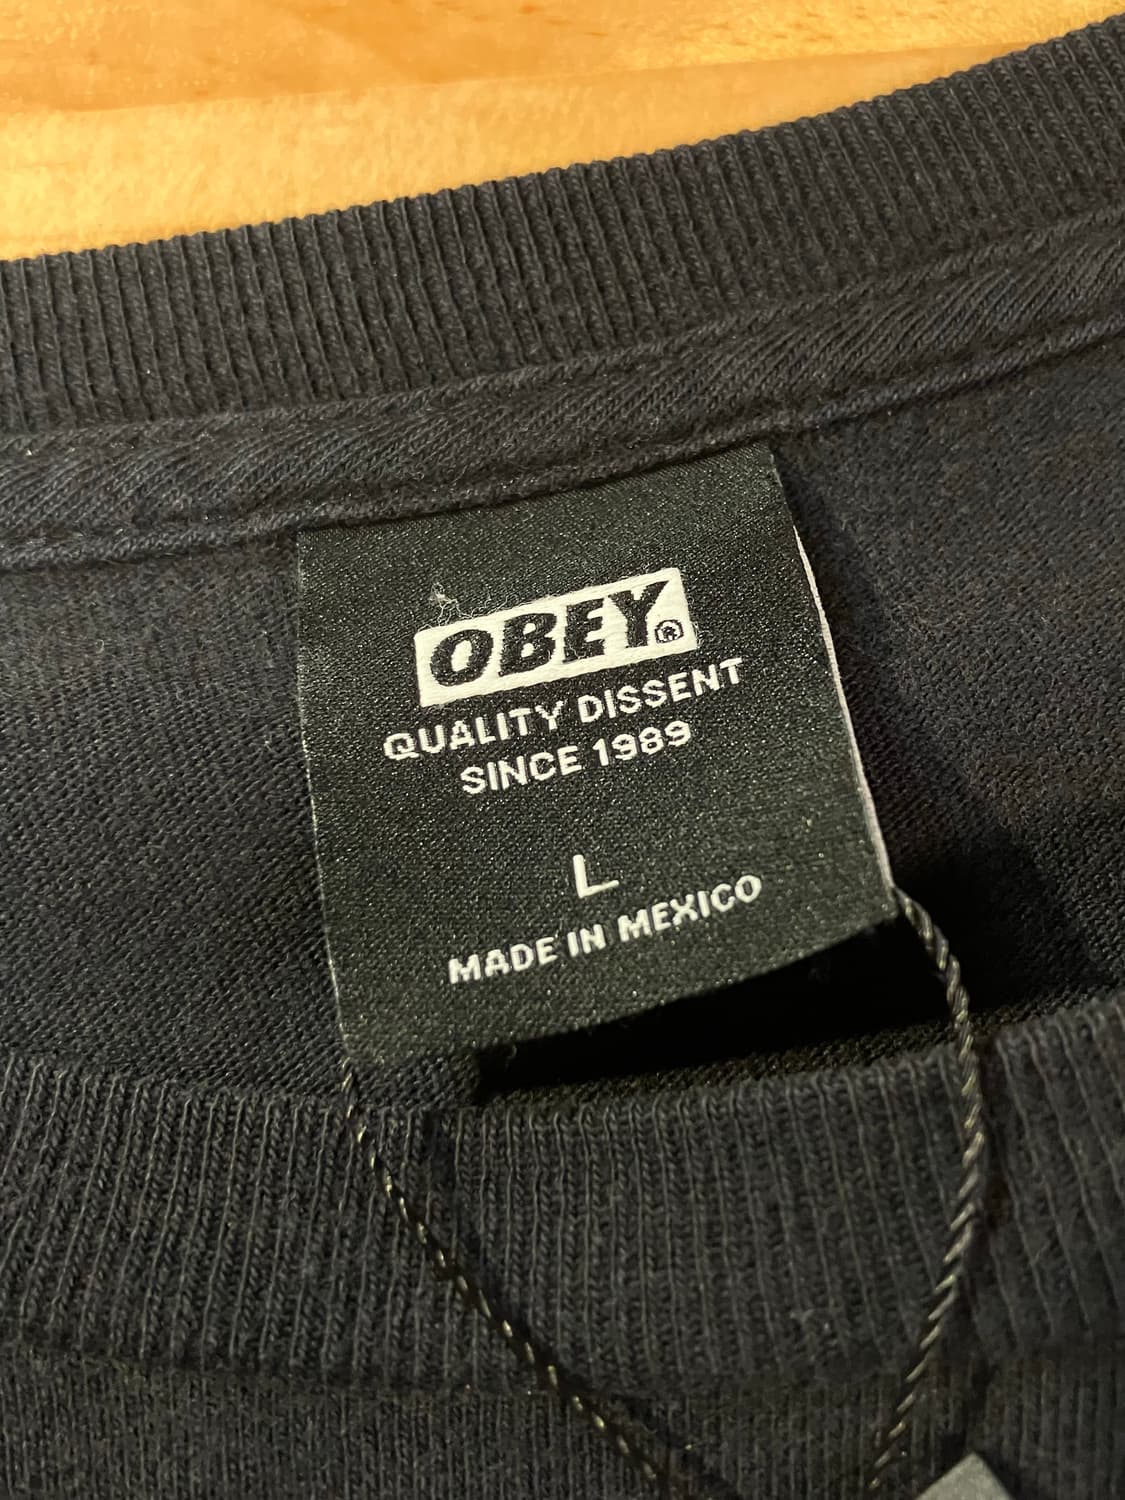 OBEY®
QUALITY DISSENT
SINCE 1989
L
MADE IN MEXICO